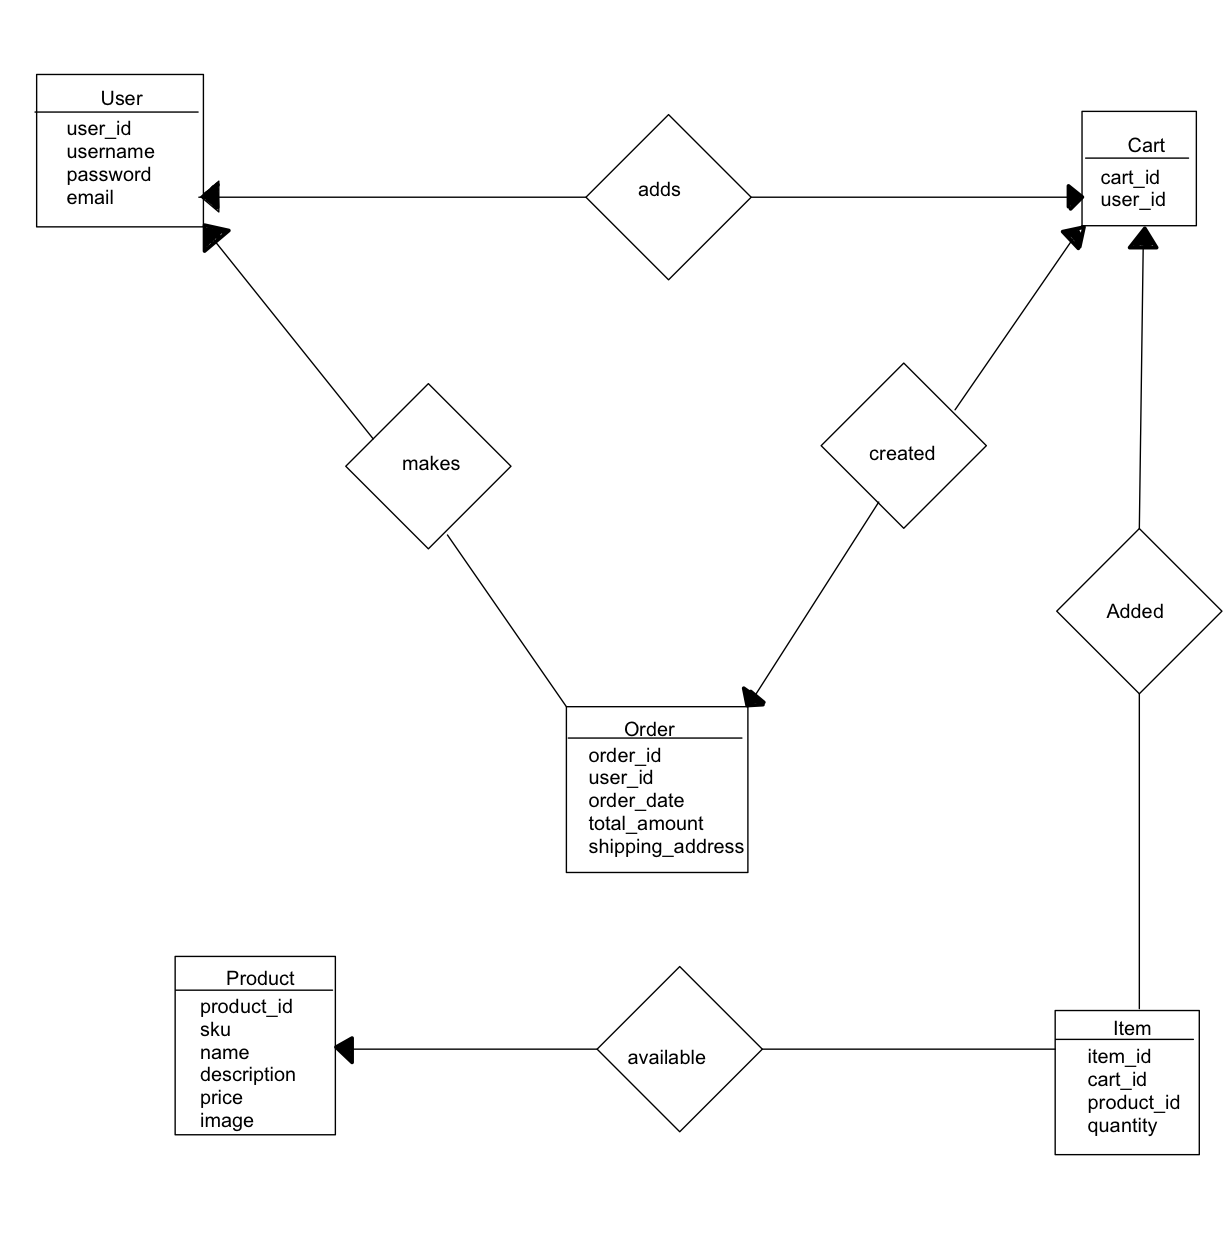 User
user_id
username
password
email
adds
Cart
cart_id
user_id
makes
created
Added
Order
order_id
user_id
order_date
total_amount
shipping_address
Product
product_id
sku
name
description
price
image
available
Item
item_id
cart_id
product_id
quantity